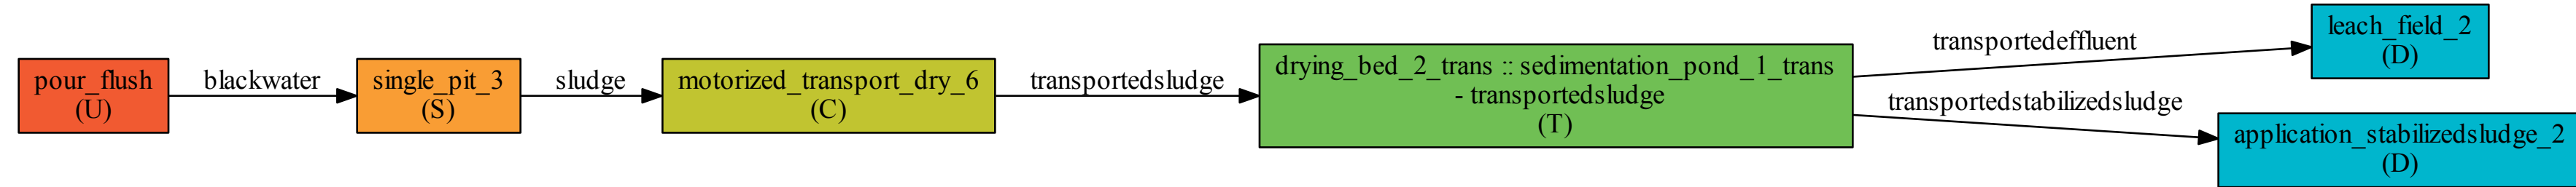 pour_flush
(U)
blackwater
single_pit_3
(S)
sludge
motorized_transport_dry_6
(C)
transportedsludge
drying_bed_2_trans :: sedimentation_pond_1_trans
- transportedsludge
(T)
transportedeffluent
leach_field_2
(D)
transportedstabilizedsludge
application_stabilizedsludge_2
(D)